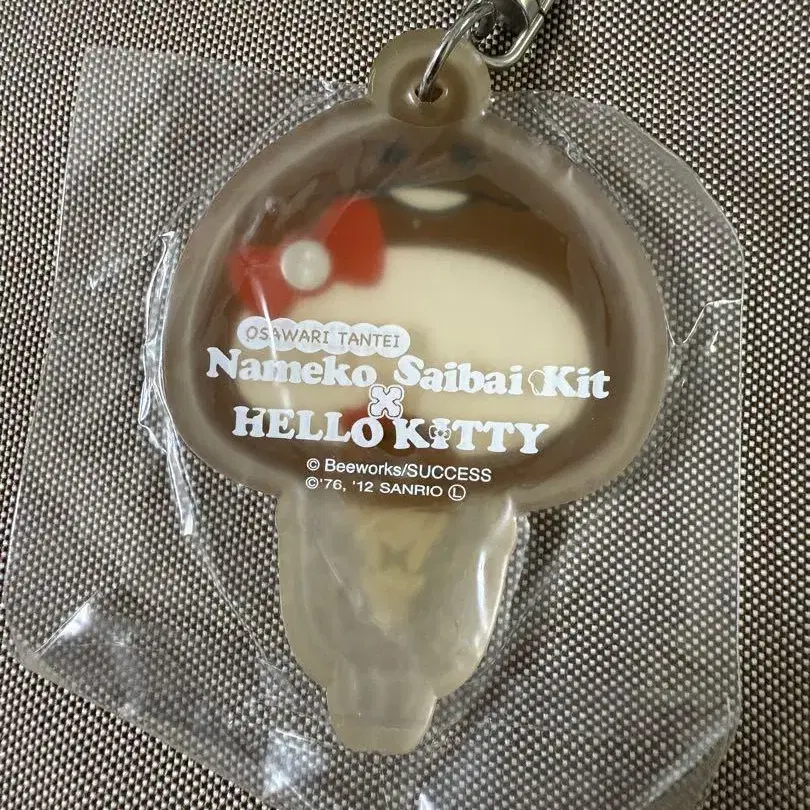 OSAWARI TANTEI
Nameko Saibai Kit
×
HELLO KITTY
© Beeworks/SUCCESS
©'76, '12 SANRIO Ⓛ